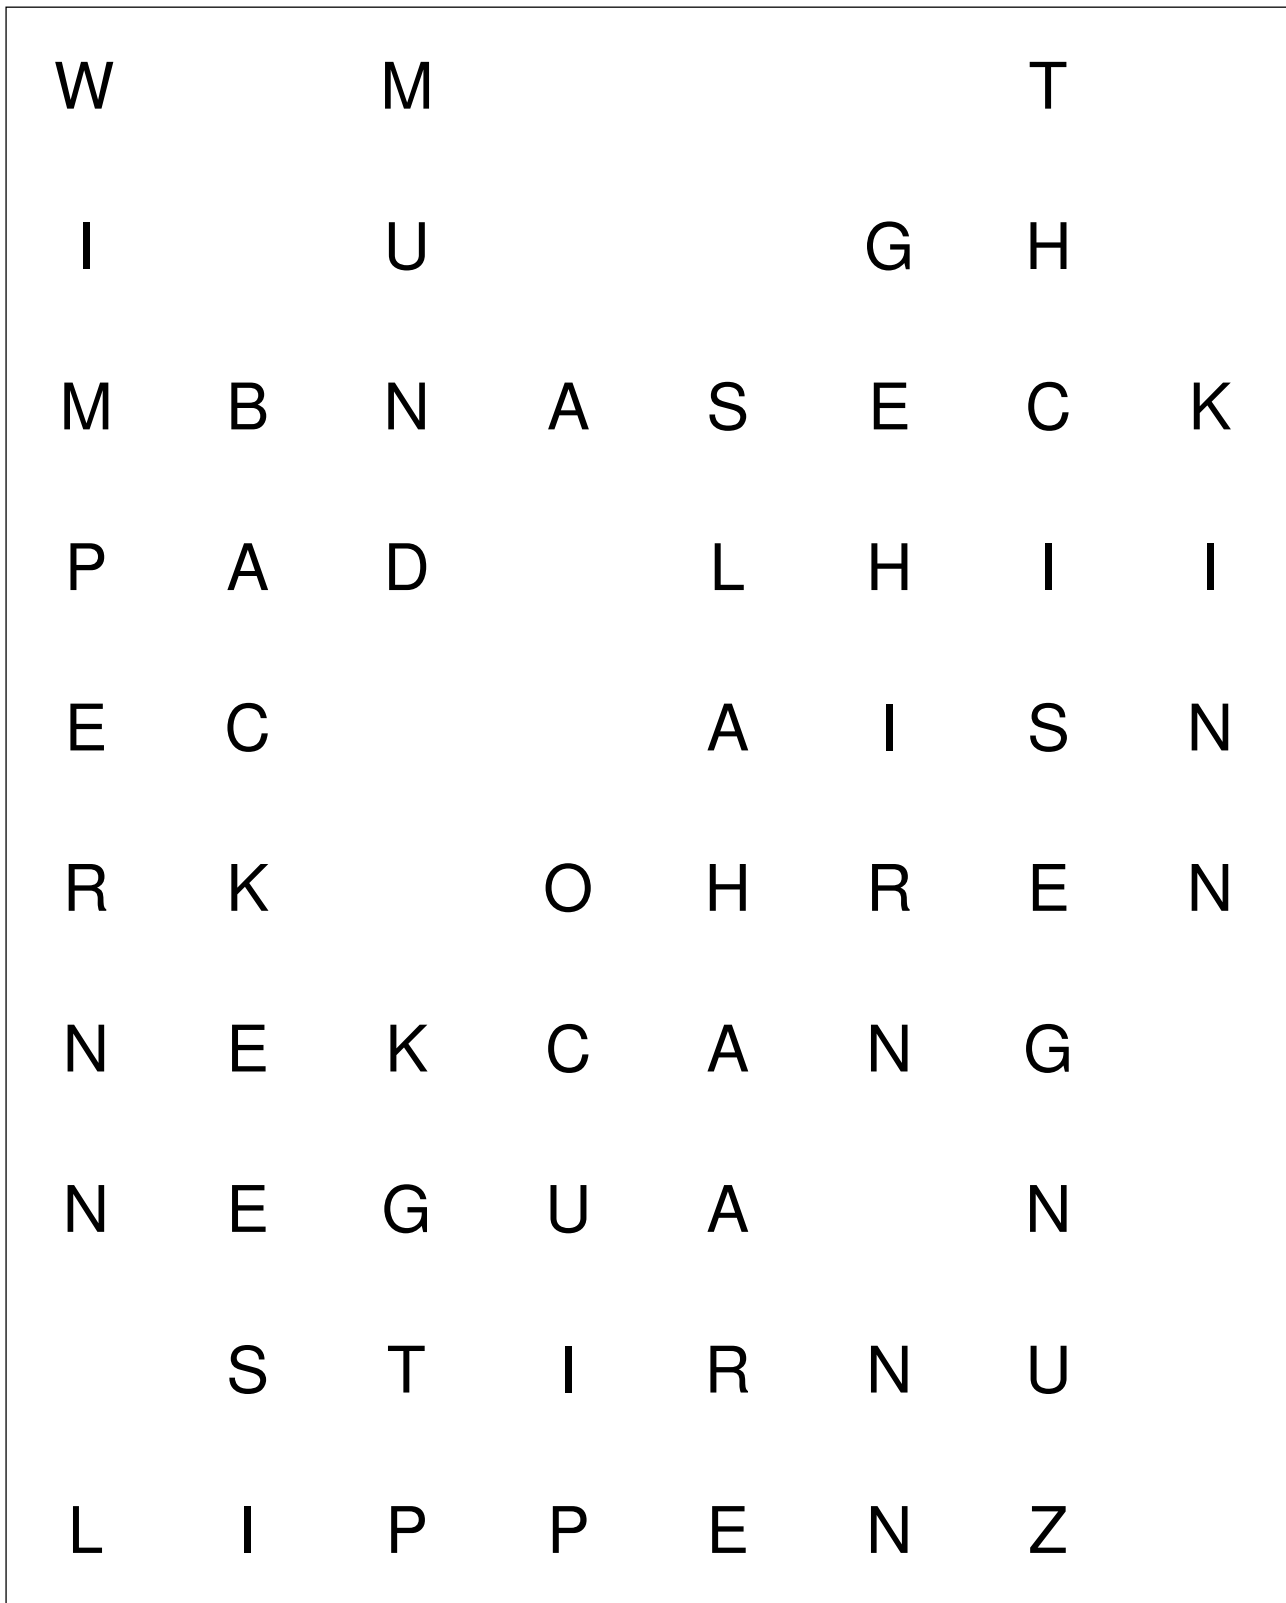 W M T
I U G H
M B N A S E C K
P A D L H I I
E C A I S N
R K O H R E N
N E K C A N G
N E G U A N
S T I R N U
L I P P E N Z